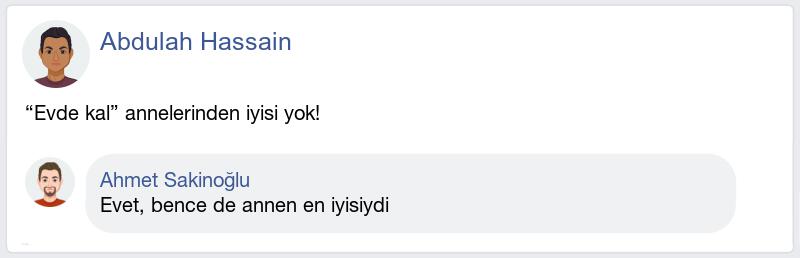 Abdulah Hassain
“Evde kal” annelerinden iyisi yok!
Ahmet Sakinoğlu
Evet, bence de annen en iyisiydi